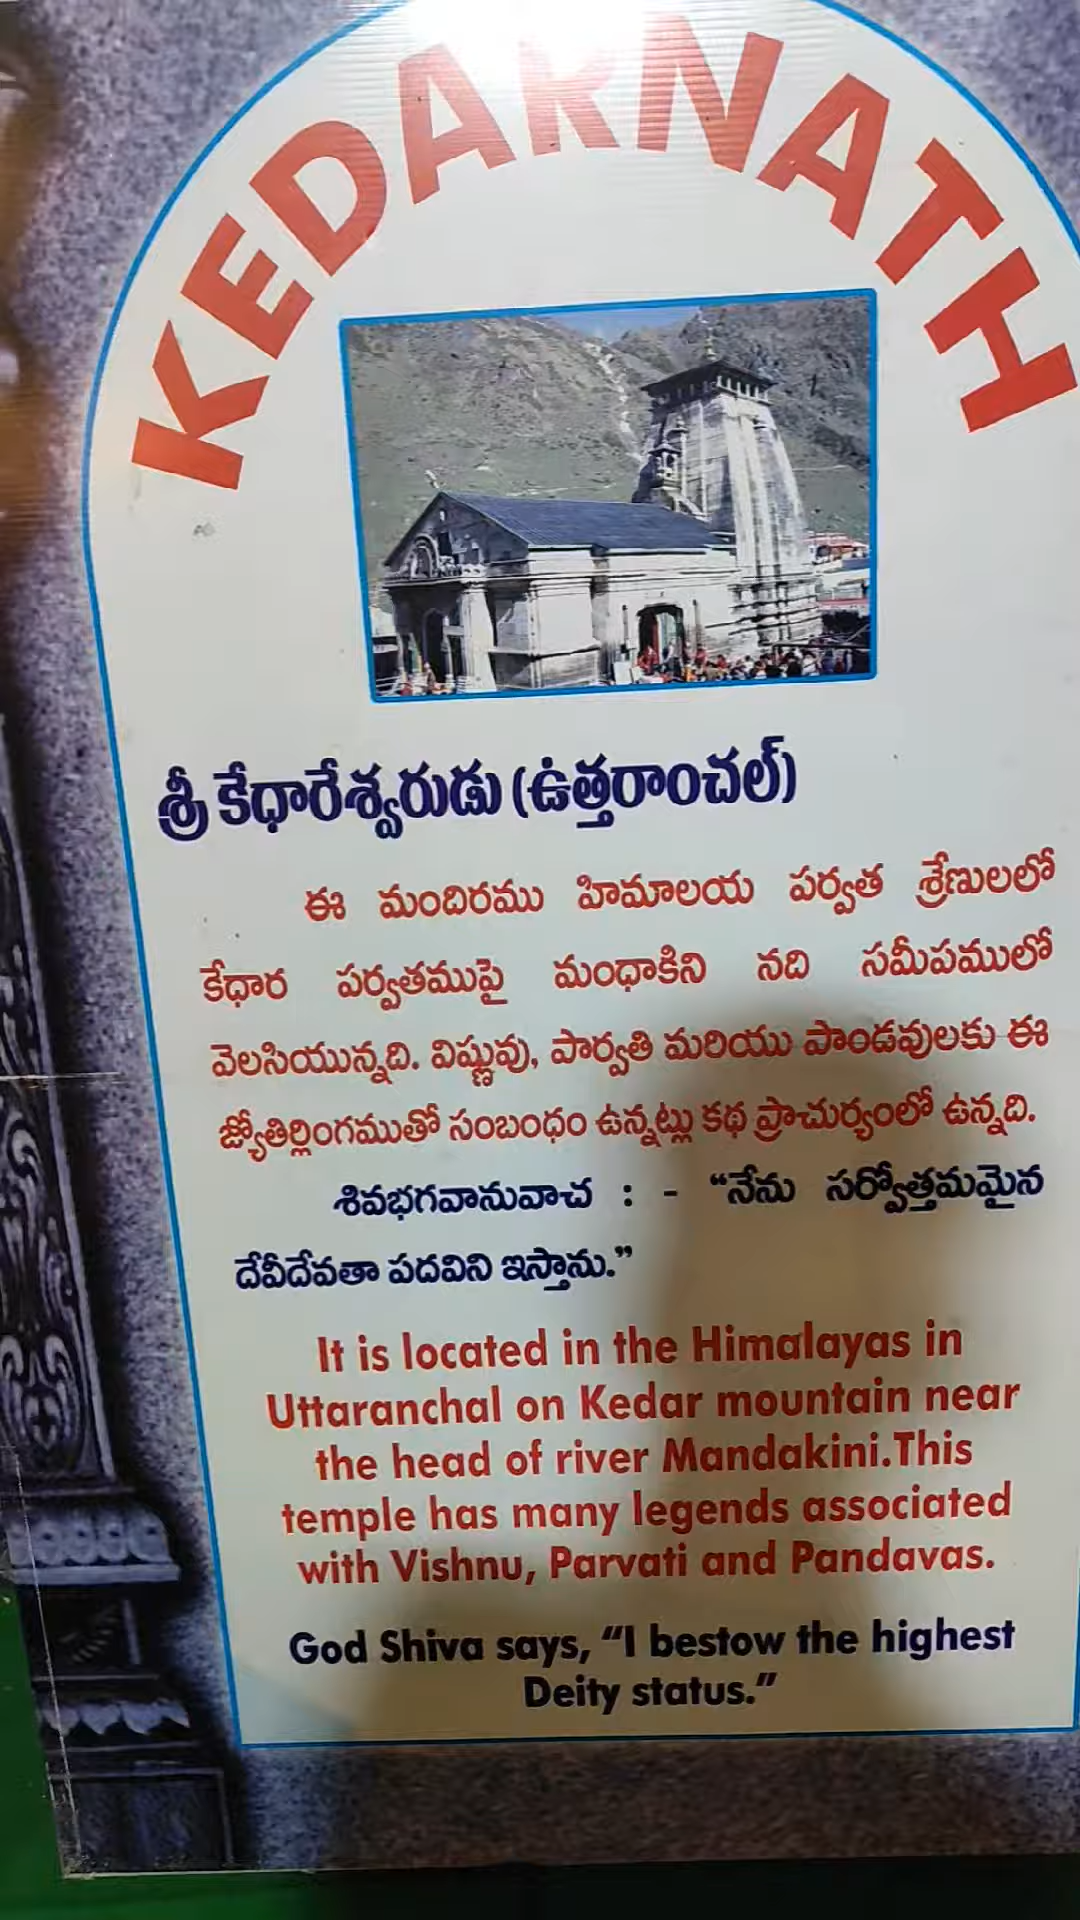 KEDARNATH
శ్రీ కేధారేశ్వరుడు (ఉత్తరాంచల్)
ఈ మందిరము హిమాలయ పర్వత శ్రేణులలో
కేధార పర్వతముపై మంధాకిని నది సమీపములో
వెలసియున్నది. విష్ణువు, పార్వతి మరియు పాండవులకు ఈ
జ్యోతిర్లింగముతో సంబంధం ఉన్నట్లు కథ ప్రాచుర్యంలో ఉన్నది.
శివభగవానువాచ : - “నేను సర్వోత్తమమైన
దేవీదేవతా పదవిని ఇస్తాను.”
It is located in the Himalayas in
Uttaranchal on Kedar mountain near
the head of river Mandakini.This
temple has many legends associated
with Vishnu, Parvati and Pandavas.
God Shiva says, “I bestow the highest
Deity status.”